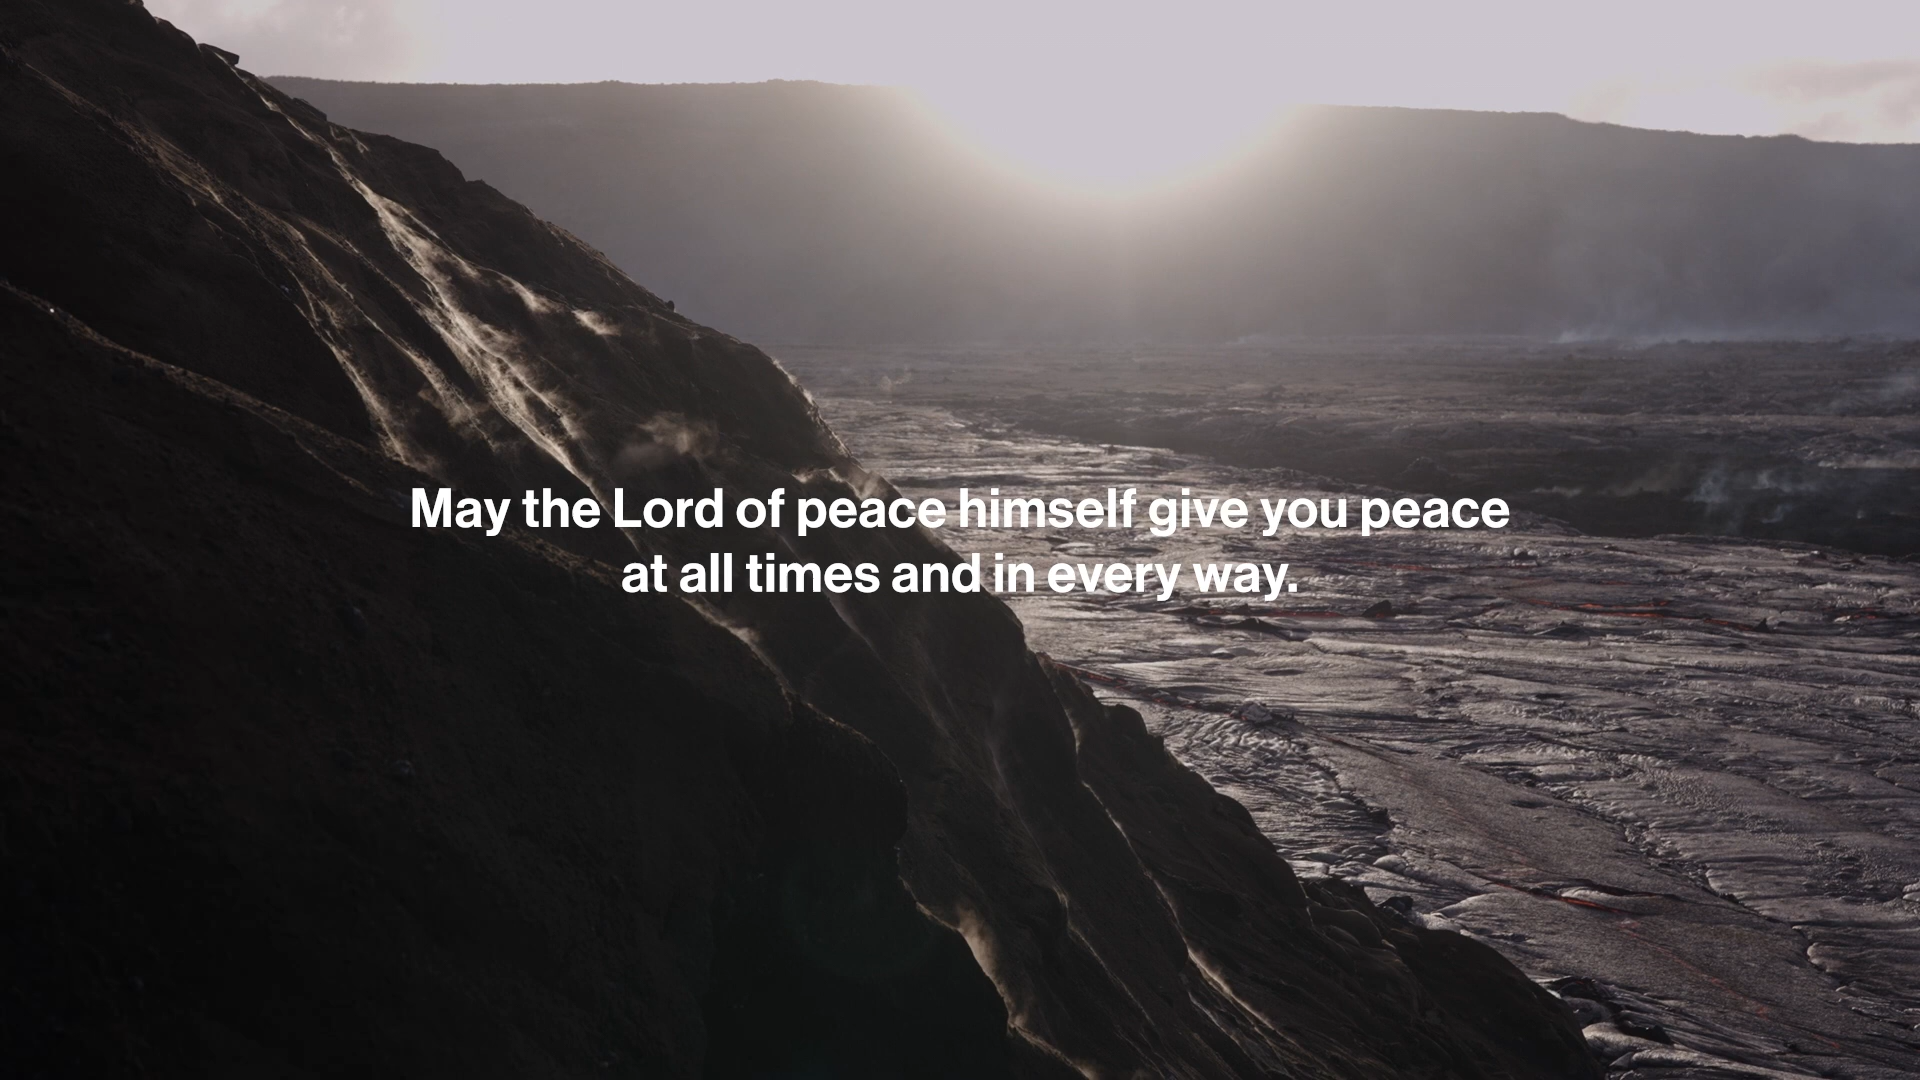 May the Lord of peace himself give you peace
at all times and in every way.